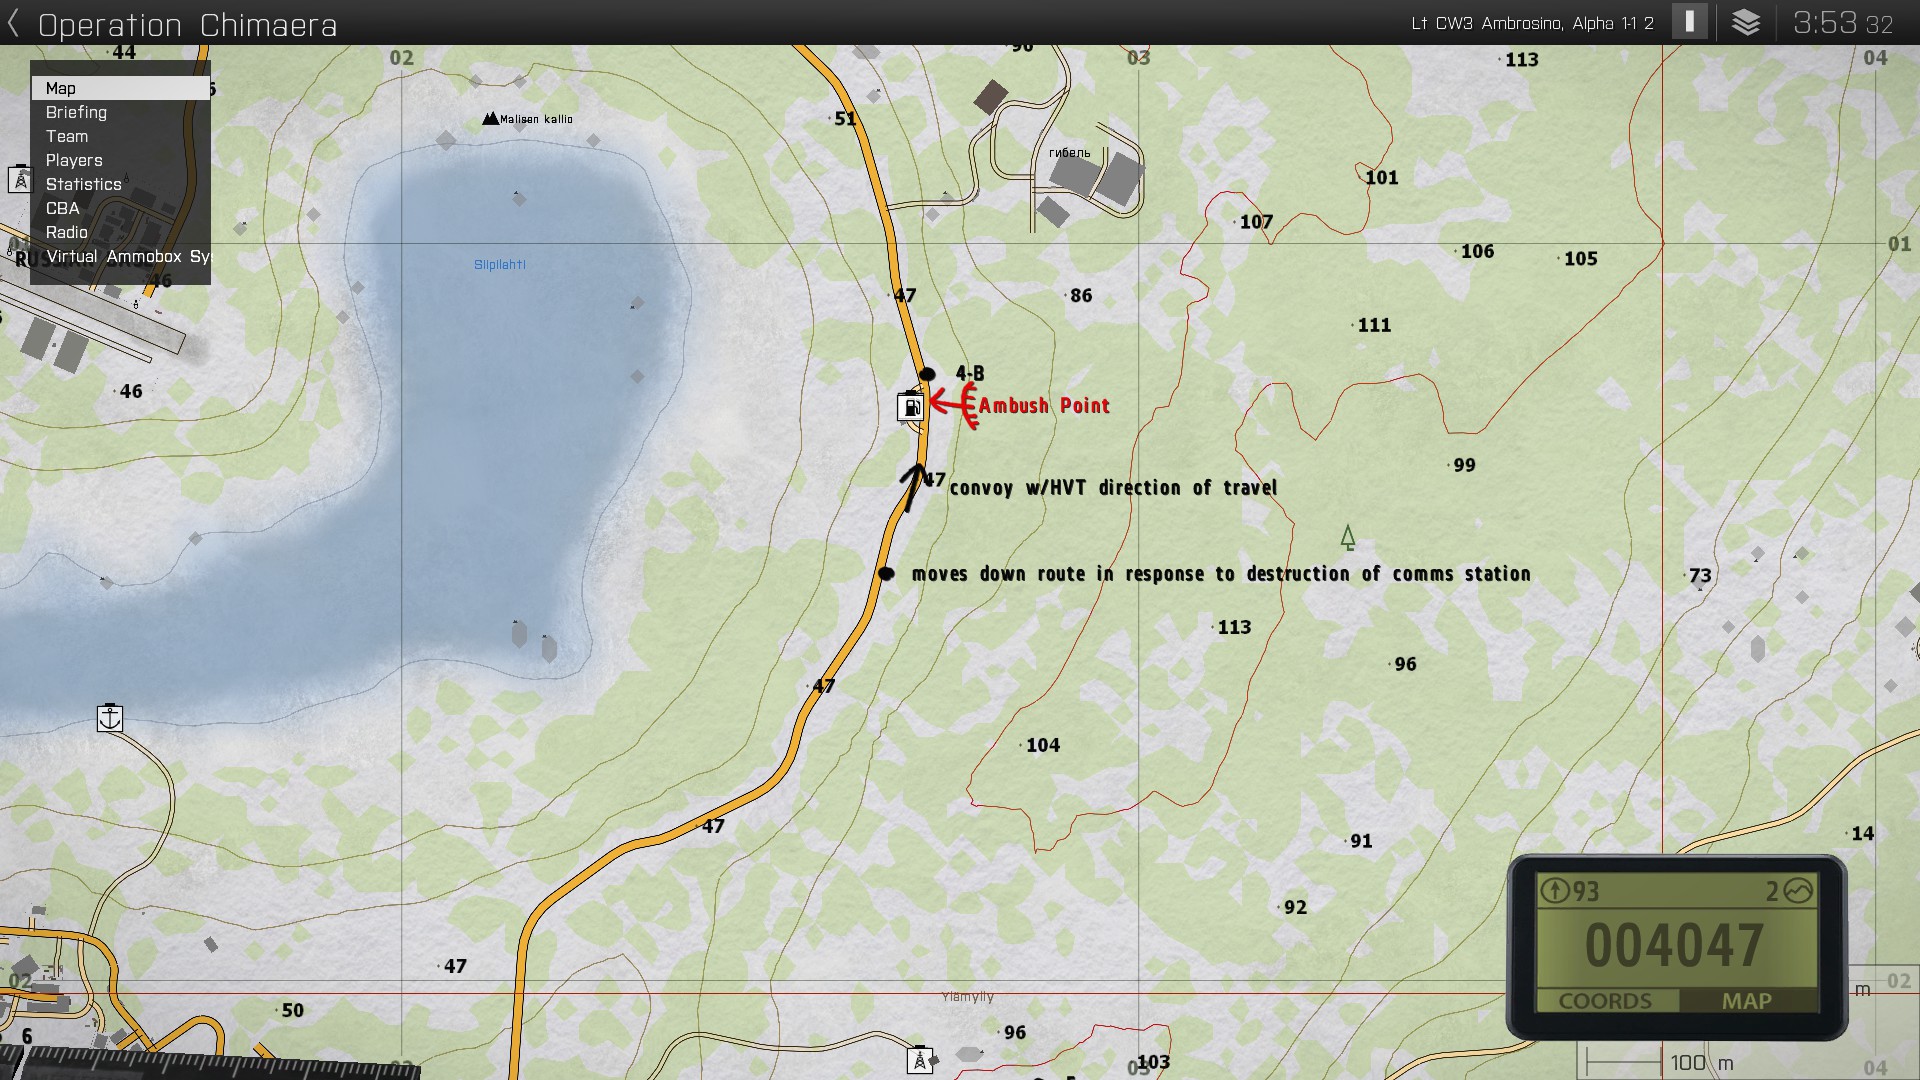 Operation Chimaera
Lt CW3 Ambrosino, Alpha 1-1 2
3:53 32
Map
Briefing
Team
Players
Statistics
CBA
Radio
Virtual Ammobox Sy
44
02
96
03
113
04
Malisen kallio
51
гибель
101
107
01
106
105
Siipilahti
46
47
86
111
4-B
46
Ambush Point
99
47
convoy w/HVT direction of travel
moves down route in response to destruction of comms station
73
113
96
47
104
47
91
14
92
93
2
004047
COORDS
MAP
47
02
02
m
Ylämylly
50
96
6
103
03
100 m
04